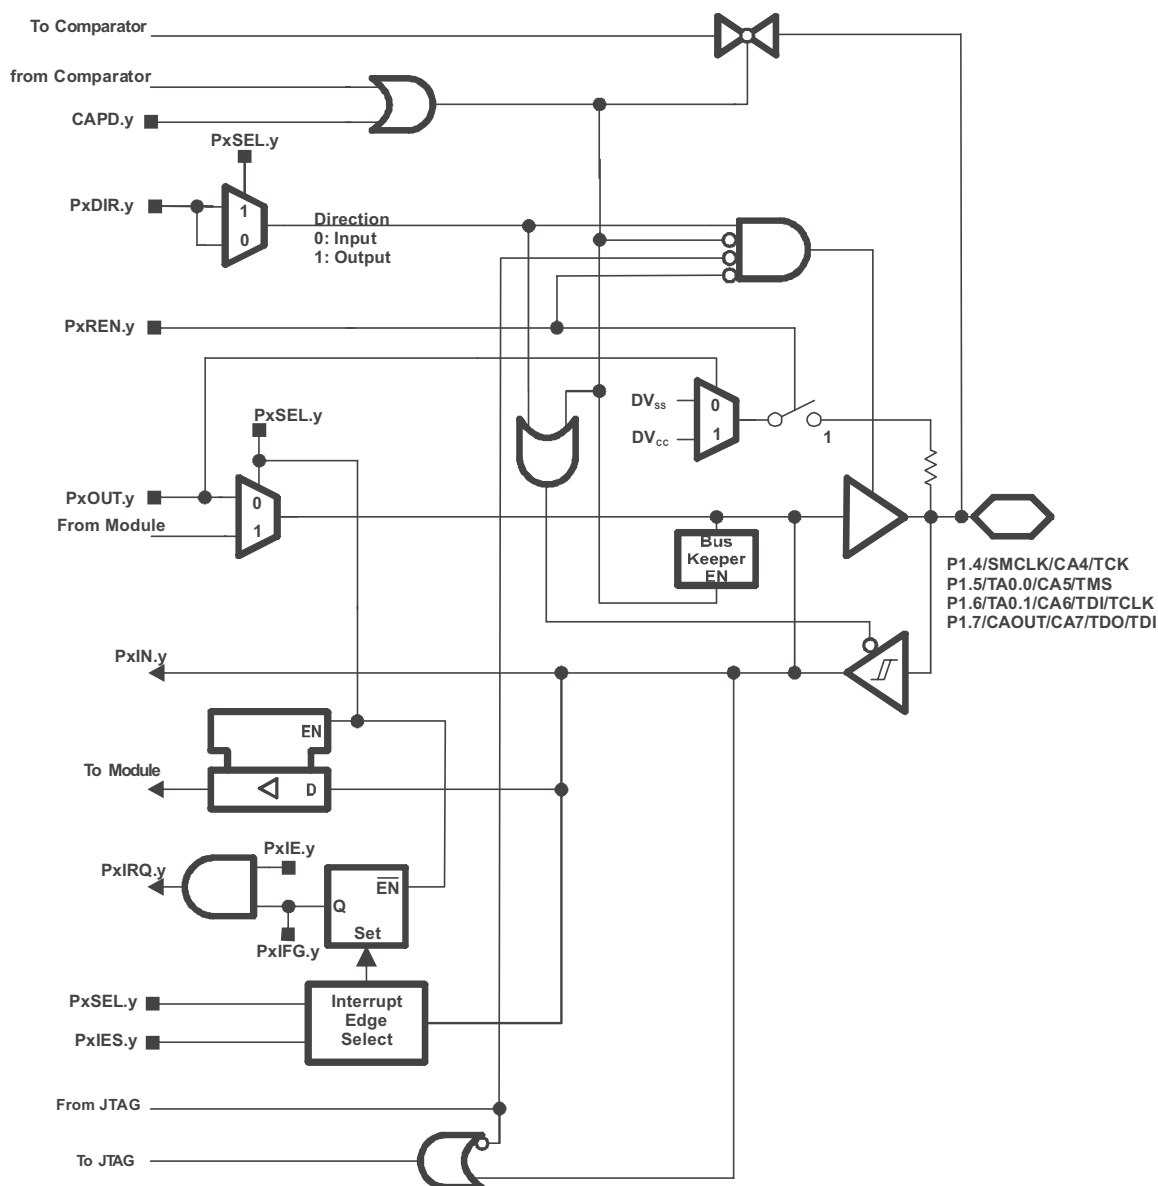 To Comparator
from Comparator
CAPD.y
PxSEL.y
PxDIR.y
1
0
Direction
0: Input
1: Output
PxREN.y
DVss
0
DVcc
1
1
PxSEL.y
PxOUT.y
0
From Module
1
Bus
Keeper
EN
P1.4/SMCLK/CA4/TCK
P1.5/TA0.0/CA5/TMS
P1.6/TA0.1/CA6/TDI/TCLK
P1.7/CAOUT/CA7/TDO/TDI
PxIN.y
EN
To Module
D
PxIE.y
PxIRQ.y
EN
Q
Set
PxIFG.y
PxSEL.y
PxIES.y
Interrupt
Edge
Select
From JTAG
To JTAG